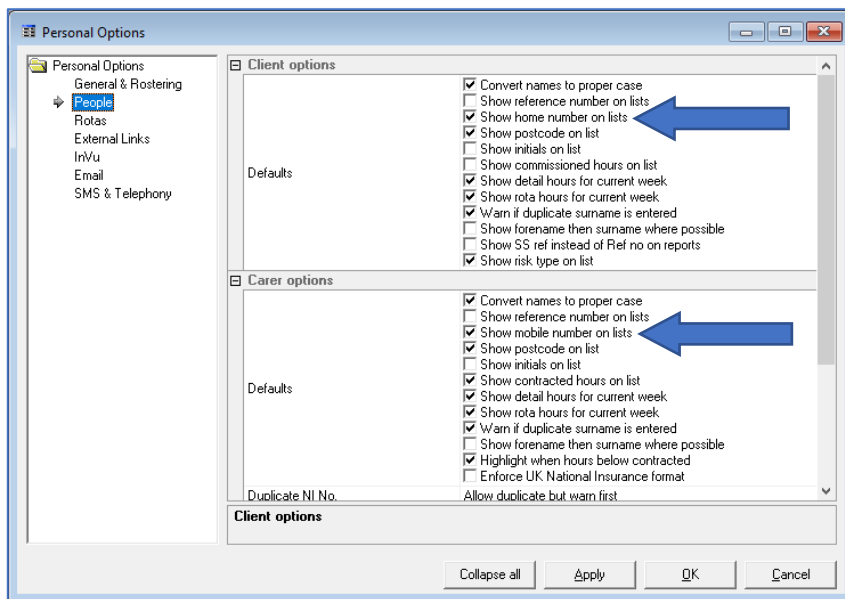 Personal Options
Personal Options
General & Rostering
People
Rotas
External Links
InVu
Email
SMS & Telephony
Client options
Defaults
Convert names to proper case
Show reference number on lists
Show home number on lists
Show postcode on list
Show initials on list
Show commissioned hours on list
Show detail hours for current week
Show rota hours for current week
Warn if duplicate surname is entered
Show forename then surname where possible
Show SS ref instead of Ref no on reports
Show risk type on list
Carer options
Defaults
Convert names to proper case
Show reference number on lists
Show mobile number on lists
Show postcode on list
Show initials on list
Show contracted hours on list
Show detail hours for current week
Show rota hours for current week
Warn if duplicate surname is entered
Show forename then surname where possible
Highlight when hours below contracted
Enforce UK National Insurance format
Duplicate NI No. Allow duplicate but warn first
Client options
Collapse all Apply OK Cancel